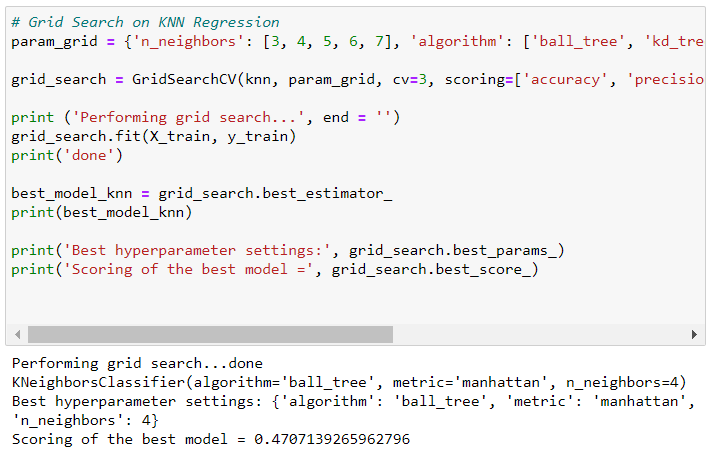 # Grid Search on KNN Regression
param_grid = {'n_neighbors': [3, 4, 5, 6, 7], 'algorithm': ['ball_tree', 'kd_tre
grid_search = GridSearchCV(knn, param_grid, cv=3, scoring=['accuracy', 'precisio
print ('Performing grid search...', end = '')
grid_search.fit(X_train, y_train)
print('done')
best_model_knn = grid_search.best_estimator_
print(best_model_knn)
print('Best hyperparameter settings:', grid_search.best_params_)
print('Scoring of the best model =', grid_search.best_score_)
Performing grid search...done
KNeighborsClassifier(algorithm='ball_tree', metric='manhattan', n_neighbors=4)
Best hyperparameter settings: {'algorithm': 'ball_tree', 'metric': 'manhattan',
'n_neighbors': 4}
Scoring of the best model = 0.4707139265962796